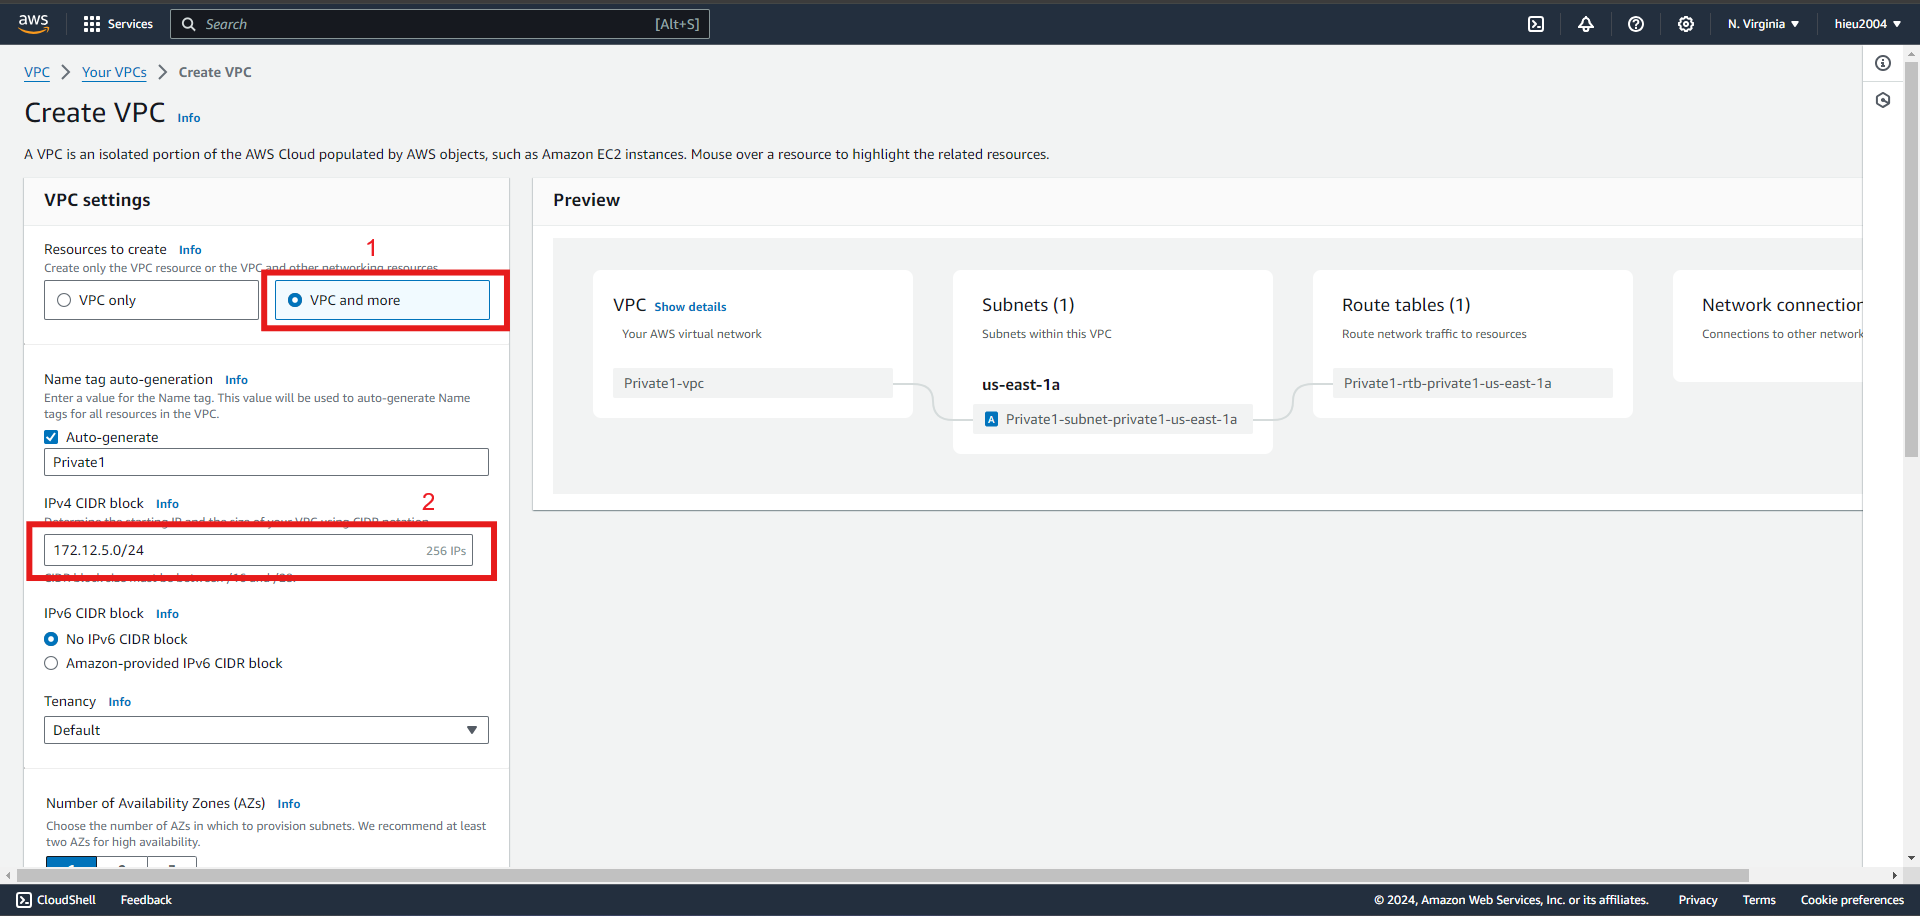 aws
Services
Search
[Alt+S]
N. Virginia
hieu2004
VPC
Your VPCs
Create VPC
Create VPC Info
A VPC is an isolated portion of the AWS Cloud populated by AWS objects, such as Amazon EC2 instances. Mouse over a resource to highlight the related resources.
VPC settings
Resources to create Info
1
Create only the VPC resource or the VPC and other networking resources.
VPC only
VPC and more
Name tag auto-generation Info
Enter a value for the Name tag. This value will be used to auto-generate Name
tags for all resources in the VPC.
Auto-generate
Private1
IPv4 CIDR block Info
2
Determine the starting IP and the size of your VPC using CIDR notation.
172.12.5.0/24
256 IPs
CIDR block size must be between /16 and /28.
IPv6 CIDR block Info
No IPv6 CIDR block
Amazon-provided IPv6 CIDR block
Tenancy Info
Default
Number of Availability Zones (AZs) Info
Choose the number of AZs in which to provision subnets. We recommend at least
two AZs for high availability.
Preview
VPC Show details
Your AWS virtual network
Private1-vpc
Subnets (1)
Subnets within this VPC
us-east-1a
A Private1-subnet-private1-us-east-1a
Route tables (1)
Route network traffic to resources
Private1-rtb-private1-us-east-1a
Network connection
Connections to other network
CloudShell
Feedback
© 2024, Amazon Web Services, Inc. or its affiliates.
Privacy
Terms
Cookie preferences